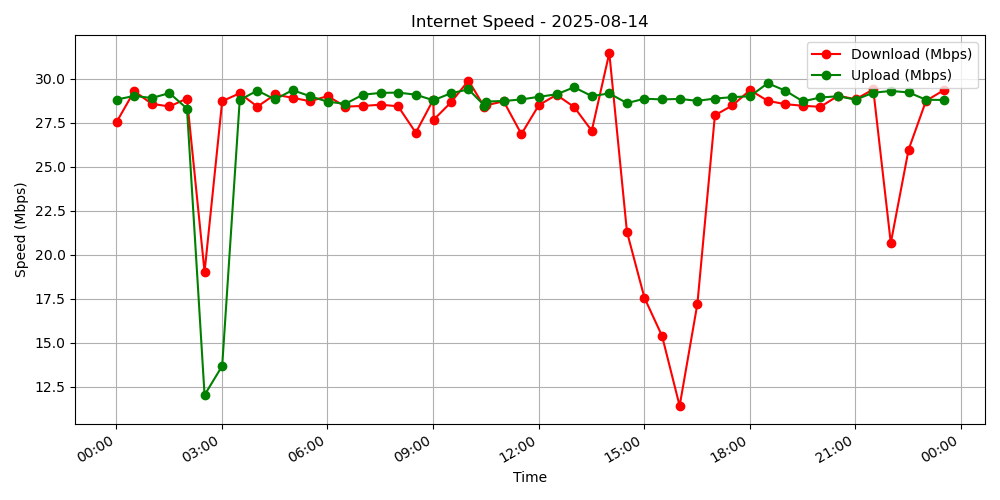 Internet Speed - 2025-08-14
Download (Mbps)
Upload (Mbps)
Speed (Mbps)
30.0
27.5
25.0
22.5
20.0
17.5
15.0
12.5
00:00 03:00 06:00 09:00 12:00 15:00 18:00 21:00 00:00
Time